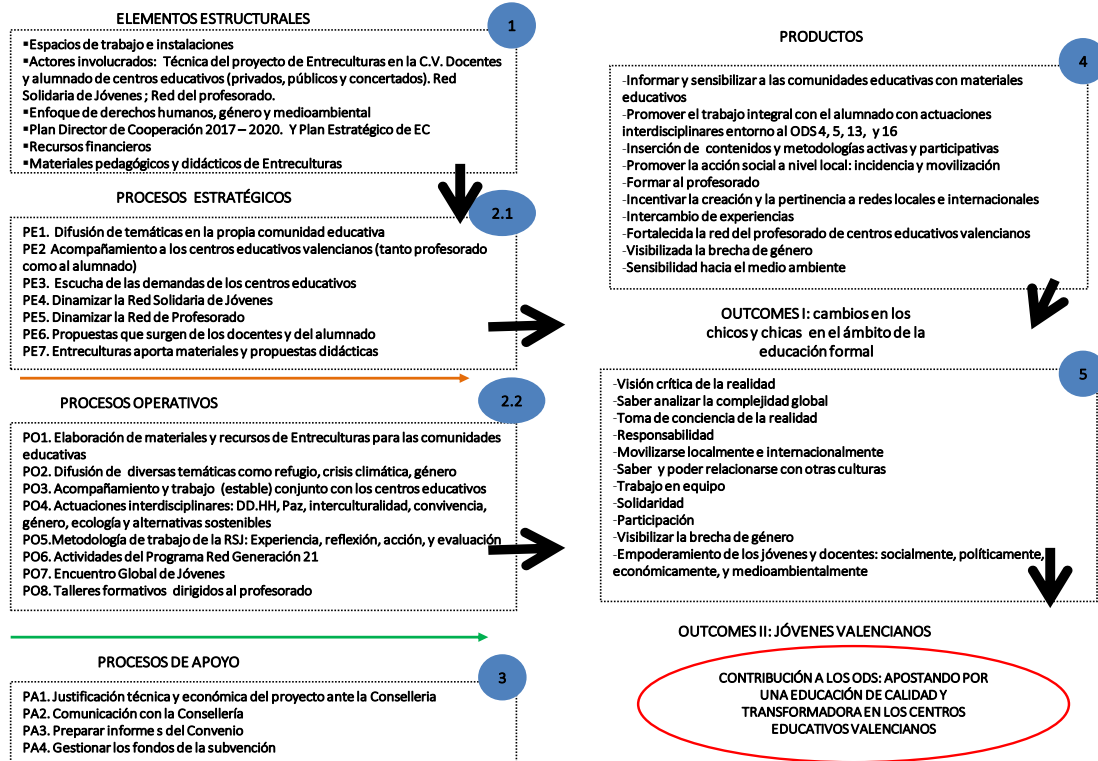 ELEMENTOS ESTRUCTURALES
1
▪Espacios de trabajo e instalaciones
▪Actores involucrados: Técnica del proyecto de Entreculturas en la C.V. Docentes
y alumnado de centros educativos (privados, públicos y concertados). Red
Solidaria de Jóvenes ; Red del profesorado.
▪Enfoque de derechos humanos, género y medioambiental
▪Plan Director de Cooperación 2017 – 2020. Y Plan Estratégico de EC
▪Recursos financieros
▪Materiales pedagógicos y didácticos de Entreculturas
PROCESOS ESTRATÉGICOS
2.1
PE1. Difusión de temáticas en la propia comunidad educativa
PE2 Acompañamiento a los centros educativos valencianos (tanto profesorado
como al alumnado)
PE3. Escucha de las demandas de los centros educativos
PE4. Dinamizar la Red Solidaria de Jóvenes
PE5. Dinamizar la Red de Profesorado
PE6. Propuestas que surgen de los docentes y del alumnado
PE7. Entreculturas aporta materiales y propuestas didácticas
PROCESOS OPERATIVOS
2.2
PO1. Elaboración de materiales y recursos de Entreculturas para las comunidades
educativas
PO2. Difusión de diversas temáticas como refugio, crisis climática, género
PO3. Acompañamiento y trabajo (estable) conjunto con los centros educativos
PO4. Actuaciones interdisciplinares: DD.HH, Paz, interculturalidad, convivencia,
género, ecología y alternativas sostenibles
PO5.Metodología de trabajo de la RSJ: Experiencia, reflexión, acción, y evaluación
PO6. Actividades del Programa Red Generación 21
PO7. Encuentro Global de Jóvenes
PO8. Talleres formativos dirigidos al profesorado
PROCESOS DE APOYO
3
PA1. Justificación técnica y económica del proyecto ante la Conselleria
PA2. Comunicación con la Consellería
PA3. Preparar informe s del Convenio
PA4. Gestionar los fondos de la subvención
PRODUCTOS
4
-Informar y sensibilizar a las comunidades educativas con materiales
educativos
-Promover el trabajo integral con el alumnado con actuaciones
interdisciplinares entorno al ODS 4, 5, 13, y 16
-Inserción de contenidos y metodologías activas y participativas
-Promover la acción social a nivel local: incidencia y movilización
-Formar al profesorado
-Incentivar la creación y la pertinencia a redes locales e internacionales
-Intercambio de experiencias
-Fortalecida la red del profesorado de centros educativos valencianos
-Visibilizada la brecha de género
-Sensibilidad hacia el medio ambiente
OUTCOMES I: cambios en los
chicos y chicas en el ámbito de la
educación formal
5
-Visión crítica de la realidad
-Saber analizar la complejidad global
-Toma de conciencia de la realidad
-Responsabilidad
-Movilizarse localmente e internacionalmente
-Saber y poder relacionarse con otras culturas
-Trabajo en equipo
-Solidaridad
-Participación
-Visibilizar la brecha de género
-Empoderamiento de los jóvenes y docentes: socialmente, políticamente,
económicamente, y medioambientalmente
OUTCOMES II: JÓVENES VALENCIANOS
CONTRIBUCIÓN A LOS ODS: APOSTANDO POR
UNA EDUCACIÓN DE CALIDAD Y
TRANSFORMADORA EN LOS CENTROS
EDUCATIVOS VALENCIANOS